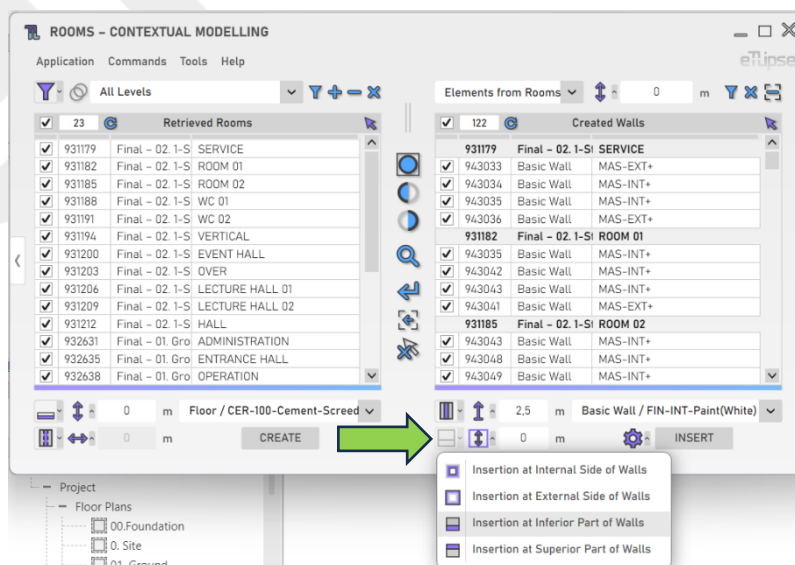 ROOMS – CONTEXTUAL MODELLING
Application Commands Tools Help
eTLipse
All Levels
Elements from Rooms 0 m
23 Retrieved Rooms
122 Created Walls
931179 Final – 02. 1-S SERVICE
931182 Final – 02. 1-S ROOM 01
931185 Final – 02. 1-S ROOM 02
931188 Final – 02. 1-S WC 01
931191 Final – 02. 1-S WC 02
931194 Final – 02. 1-S VERTICAL
931200 Final – 02. 1-S EVENT HALL
931203 Final – 02. 1-S OVER
931206 Final – 02. 1-S LECTURE HALL 01
931209 Final – 02. 1-S LECTURE HALL 02
931212 Final – 02. 1-S HALL
932631 Final – 01. Gro ADMINISTRATION
932635 Final – 01. Gro ENTRANCE HALL
932638 Final – 01. Gro OPERATION
931179 Final – 02. 1-St SERVICE
943033 Basic Wall MAS-EXT+
943034 Basic Wall MAS-INT+
943035 Basic Wall MAS-INT+
943036 Basic Wall MAS-EXT+
931182 Final – 02. 1-St ROOM 01
943035 Basic Wall MAS-INT+
943042 Basic Wall MAS-INT+
943043 Basic Wall MAS-INT+
943041 Basic Wall MAS-EXT+
931185 Final – 02. 1-St ROOM 02
943043 Basic Wall MAS-INT+
943048 Basic Wall MAS-INT+
943049 Basic Wall MAS-INT+
0 m Floor / CER-100-Cement-Screed
0 m CREATE
2,5 m Basic Wall / FIN-INT-Paint(White)
0 m INSERT
Insertion at Internal Side of Walls
Insertion at External Side of Walls
Insertion at Inferior Part of Walls
Insertion at Superior Part of Walls
Project
Floor Plans
00.Foundation
0. Site
01. Ground